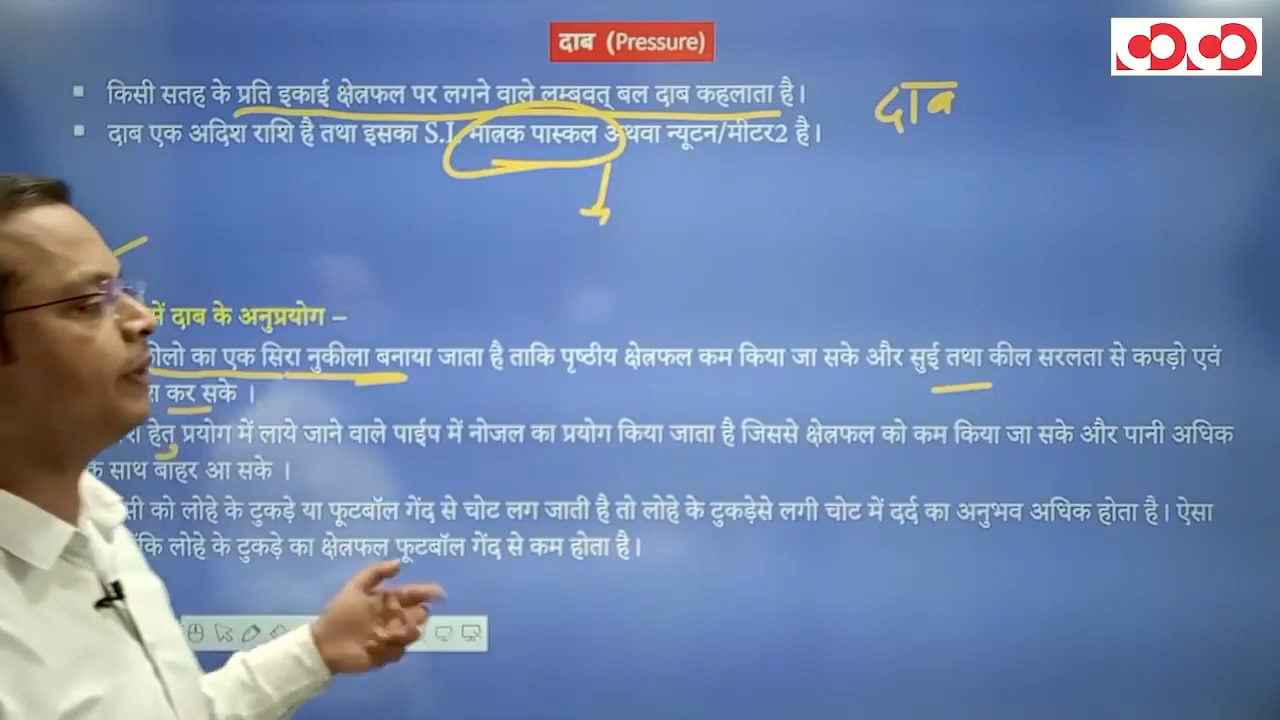 दाब (Pressure)
किसी सतह के प्रति इकाई क्षेत्रफल पर लगने वाले लम्बवत् बल दाब कहलाता है।
दाब
दाब एक अदिश राशि है तथा इसका S.I. मात्रक पास्कल अथवा न्यूटन/मीटर2 है।
में दाब के अनुप्रयोग –
का एक सिरा नुकीला बनाया जाता है ताकि पृष्ठीय क्षेत्रफल कम किया जा सके और सुई तथा कील सरलता से कपड़ो एवं
कर सके ।
हेतु प्रयोग में लाये जाने वाले पाईप में नोजल का प्रयोग किया जाता है जिससे क्षेत्रफल को कम किया जा सके और पानी अधिक
के साथ बाहर आ सके ।
को लोहे के टुकड़े या फूटबॉल गेंद से चोट लग जाती है तो लोहे के टुकड़ेसे लगी चोट में दर्द का अनुभव अधिक होता है। ऐसा
लोहे के टुकड़े का क्षेत्रफल फूटबॉल गेंद से कम होता है।